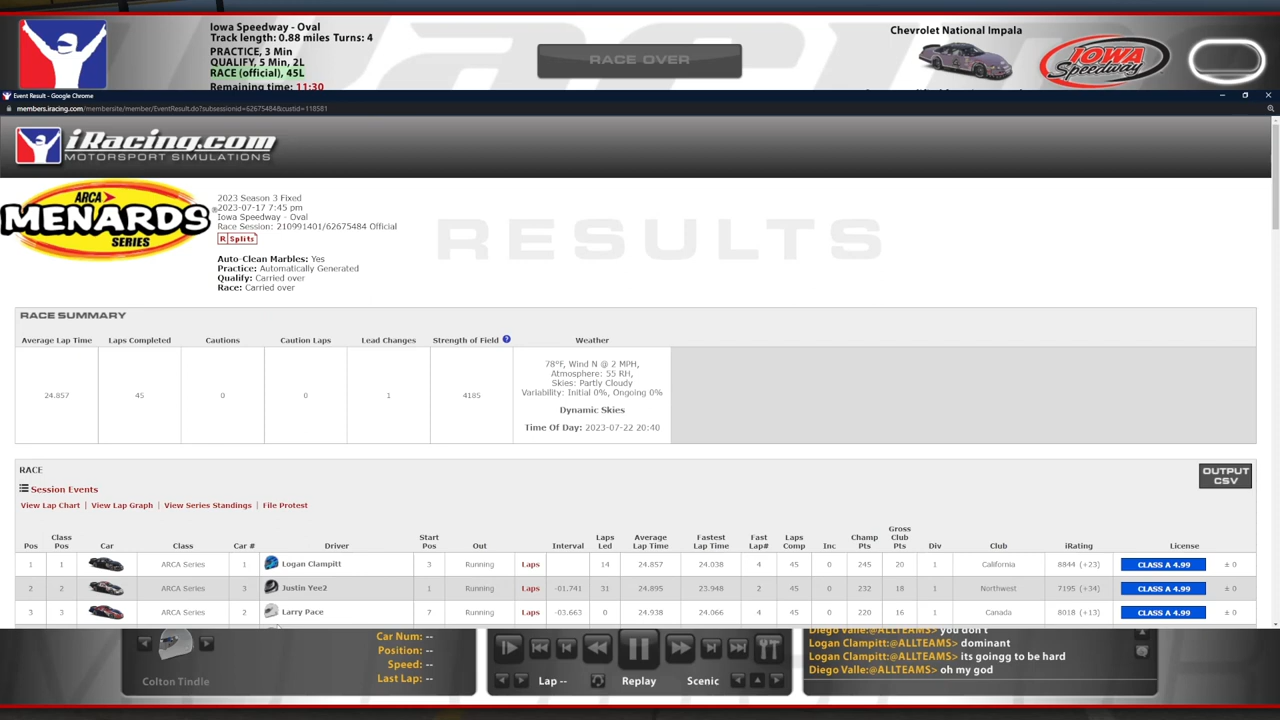 Iowa Speedway - Oval
Track length: 0.88 miles Turns: 4
PRACTICE, 3 Min
QUALIFY, 5 Min, 2L
RACE (official), 45L
Remaining time: 11:30
RACE OVER
Chevrolet National Impala
IOWA
Speedway
Event Result - Google Chrome
members.iracing.com/membersite/member/EventResult.do?subsessionid=62675484&custid=118581
iRacing.com
MOTORSPORT SIMULATIONS
ARCA
MENARDS
SERIES
2023 Season 3 Fixed
2023-07-17 7:45 pm
Iowa Speedway - Oval
Race Session: 210991401/62675484 Official
R Splits
Auto-Clean Marbles: Yes
Practice: Automatically Generated
Qualify: Carried over
Race: Carried over
RESULTS
RACE SUMMARY
Average Lap Time Laps Completed Cautions Caution Laps Lead Changes Strength of Field ? Weather
24.857 45 0 0 1 4185
78°F, Wind N @ 2 MPH,
Atmosphere: 55 RH,
Skies: Partly Cloudy
Variability: Initial 0%, Ongoing 0%
Dynamic Skies
Time Of Day: 2023-07-22 20:40
RACE
OUTPUT
CSV
Session Events
View Lap Chart | View Lap Graph | View Series Standings | File Protest
Pos Class Pos Car Class Car # Driver Start Pos Out Interval Laps Led Average Lap Time Fastest Lap Time Fast Lap# Laps Comp Inc Champ Pts Gross Club Pts Div Club iRating License
1 1 ARCA Series 1 Logan Clampitt 3 Running Laps 0 14 24.857 24.038 4 45 0 245 20 1 California 8844 (+23) CLASS A 4.99 ± 0
2 2 ARCA Series 3 Justin Yee2 1 Running Laps -01.741 31 24.895 23.948 2 45 0 232 18 1 Northwest 7195 (+34) CLASS A 4.99 ± 0
3 3 ARCA Series 2 Larry Pace 7 Running Laps -03.663 0 24.938 24.066 4 45 0 220 16 1 Canada 8018 (+13) CLASS A 4.99 ± 0
Colton Tindle
Car Num: --
Position: --
Speed: --
Last Lap: --
Lap --
Replay
Scenic
Diego Valle:@ALLTEAMS> you don't
Logan Clampitt:@ALLTEAMS> dominant
Logan Clampitt:@ALLTEAMS> its goingg to be hard
Diego Valle:@ALLTEAMS> oh my god